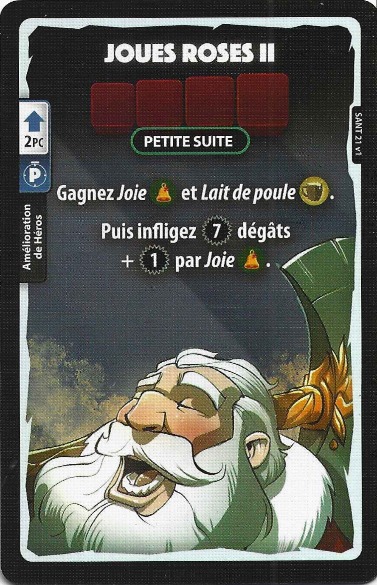 JOUES ROSES II
PETITE SUITE
2PC
P
Amélioration
de Héros
SANT 21 v1
Gagnez Joie et Lait de poule .
Puis infligez 7 dégâts
+ 1 par Joie .